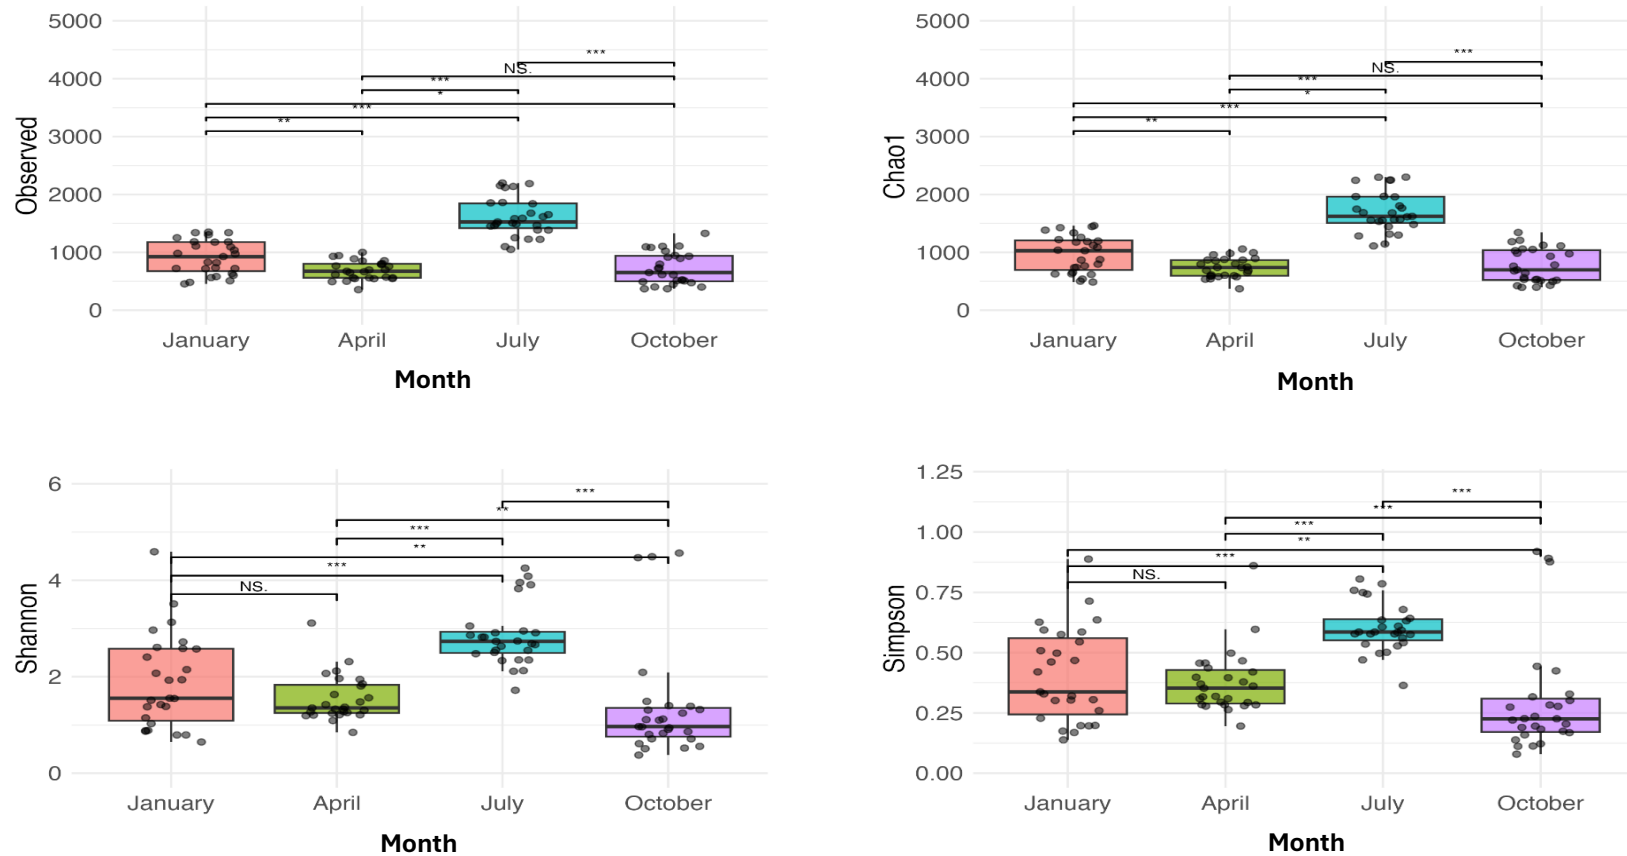 5000
4000
3000
2000
1000
0
Observed
***
NS.
***
*
***
**
January April July October
Month
5000
4000
3000
2000
1000
0
Chao1
***
NS.
***
*
***
**
January April July October
Month
6
4
2
0
Shannon
***
**
***
**
***
NS.
January April July October
Month
1.25
1.00
0.75
0.50
0.25
0.00
Simpson
***
***
***
**
***
NS.
January April July October
Month